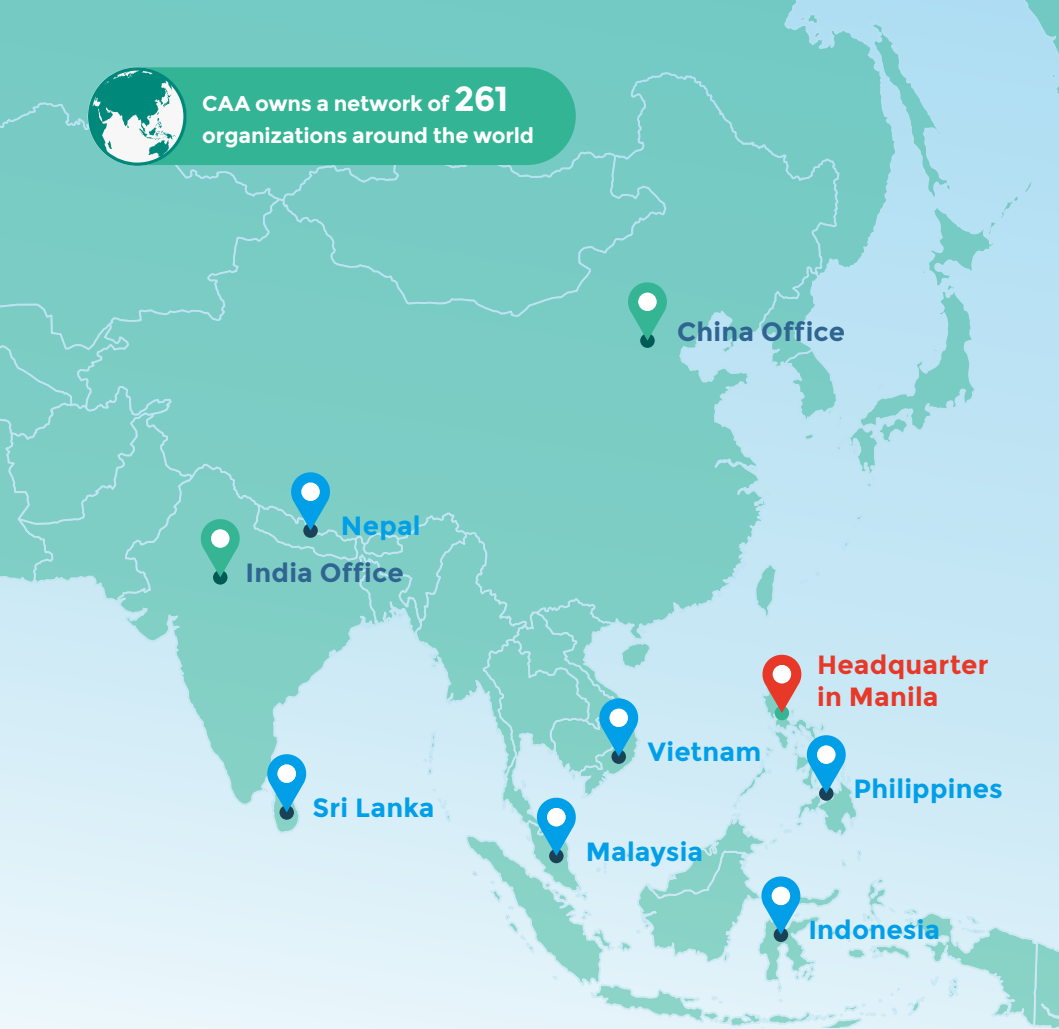 CAA owns a network of 261
organizations around the world
China Office
Nepal
India Office
Headquarter
in Manila
Vietnam
Philippines
Sri Lanka
Malaysia
Indonesia